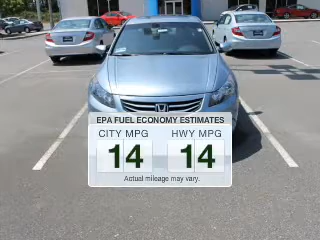 EPA FUEL ECONOMY ESTIMATES
CITY MPG HWY MPG
14 14
Actual mileage may vary.